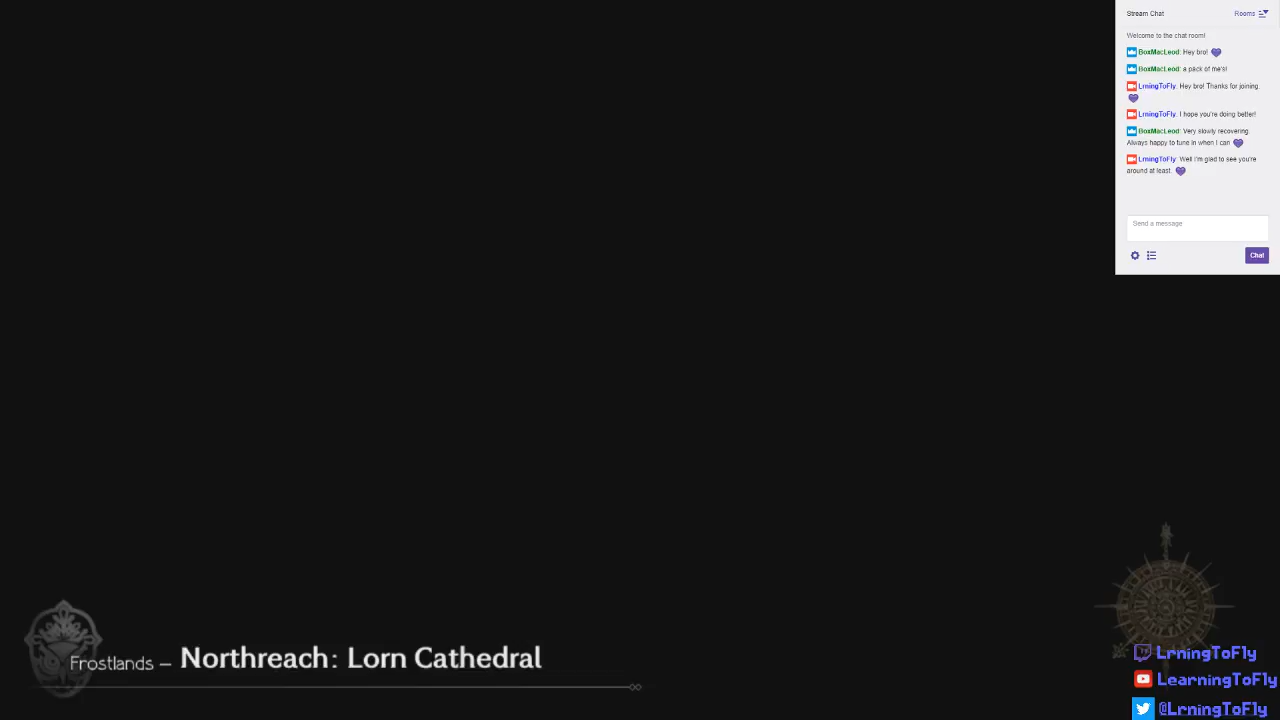 Stream Chat
Rooms
Welcome to the chat room!
BoxMacLeod: Hey bro!
BoxMacLeod: a pack of me's!
LrningToFly: Hey bro! Thanks for joining.
LrningToFly: I hope you're doing better!
BoxMacLeod: Very slowly recovering.
Always happy to tune in when I can
LrningToFly: Well I'm glad to see you're
around at least.
Send a message
Chat
Frostlands – Northreach: Lorn Cathedral
LrningToFly
LearningToFly
@LrningToFly